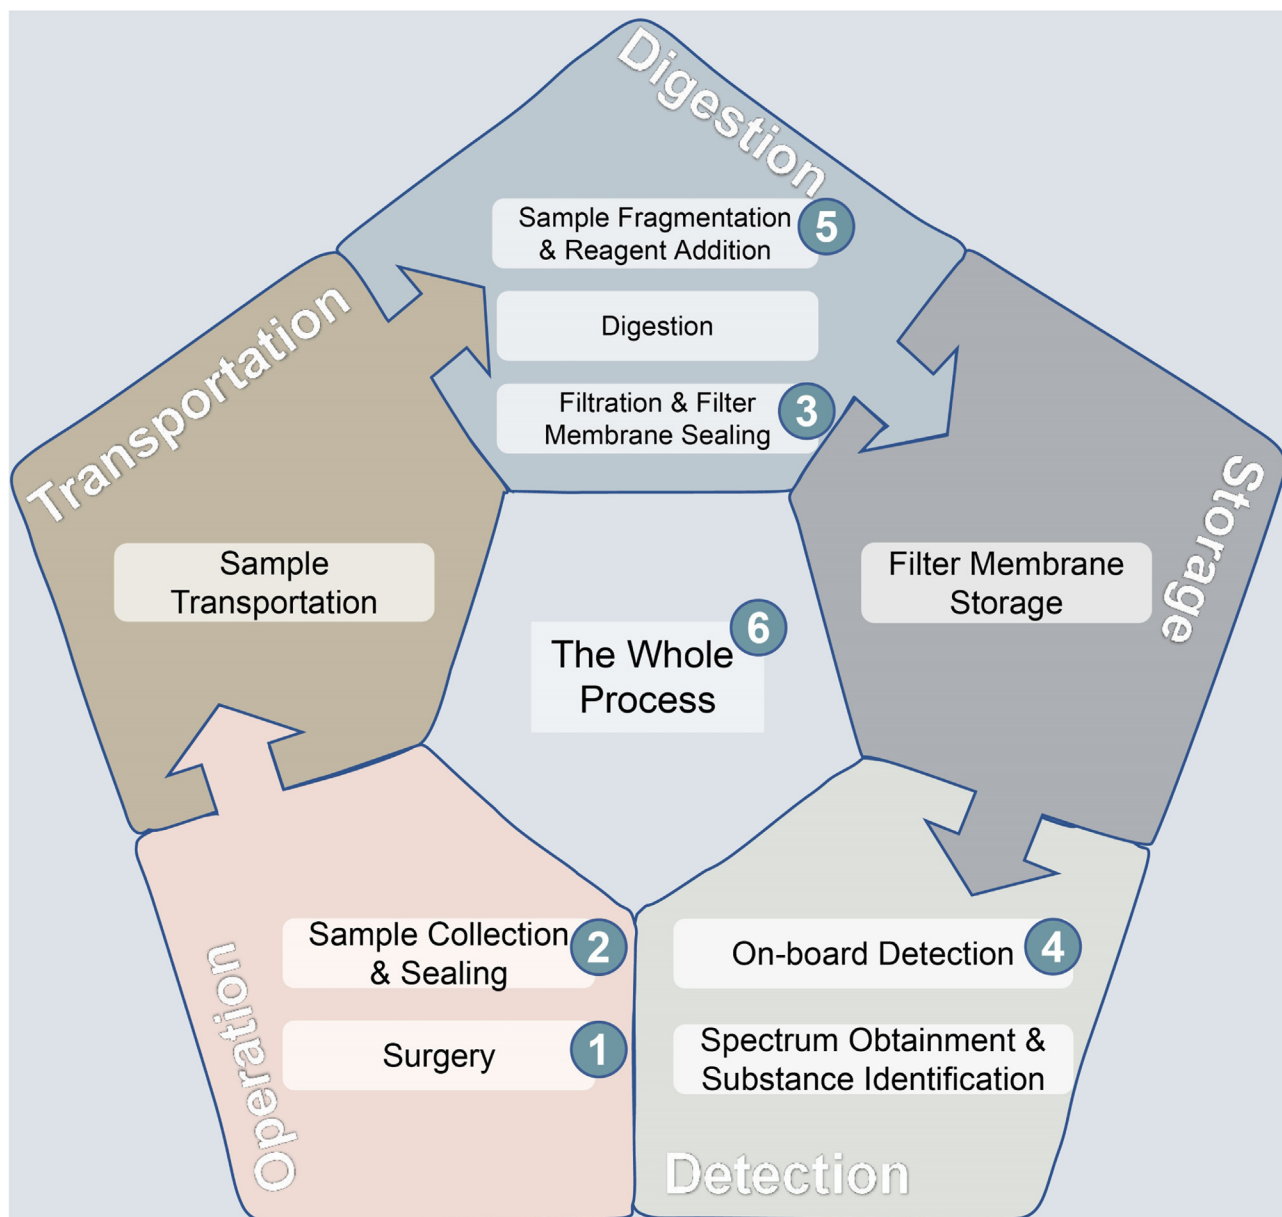 Digestion
Sample Fragmentation
& Reagent Addition
5
Digestion
Filtration & Filter
Membrane Sealing
3
Transportation
Sample
Transportation
Storage
Filter Membrane
Storage
The Whole
Process
6
Operation
Sample Collection
& Sealing
2
Surgery
1
On-board Detection
4
Spectrum Obtainment &
Substance Identification
Detection